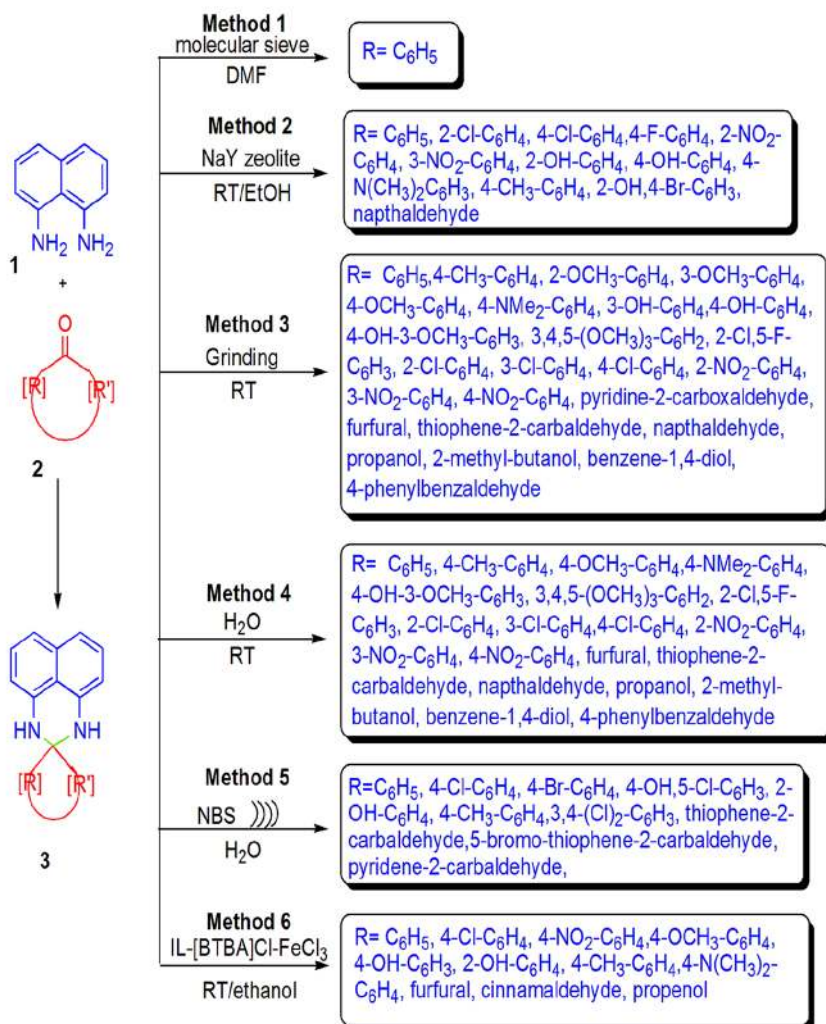 Method 1
molecular sieve
DMF
R= C₆H₅
Method 2
NaY zeolite
RT/EtOH
R= C₆H₅, 2-Cl-C₆H₄, 4-Cl-C₆H₄,4-F-C₆H₄, 2-NO₂-
C₆H₄, 3-NO₂-C₆H₄, 2-OH-C₆H₄, 4-OH-C₆H₄, 4-
N(CH₃)₂C₆H₃, 4-CH₃-C₆H₄, 2-OH,4-Br-C₆H₃,
napthaldehyde
NH₂ NH₂
1
+
O
[R] [R']
2
Method 3
Grinding
RT
R= C₆H₅,4-CH₃-C₆H₄, 2-OCH₃-C₆H₄, 3-OCH₃-C₆H₄,
4-OCH₃-C₆H₄, 4-NMe₂-C₆H₄, 3-OH-C₆H₄,4-OH-C₆H₄,
4-OH-3-OCH₃-C₆H₃, 3,4,5-(OCH₃)₃-C₆H₂, 2-Cl,5-F-
C₆H₃, 2-Cl-C₆H₄, 3-Cl-C₆H₄, 4-Cl-C₆H₄, 2-NO₂-C₆H₄,
3-NO₂-C₆H₄, 4-NO₂-C₆H₄, pyridine-2-carboxaldehyde,
furfural, thiophene-2-carbaldehyde, napthaldehyde,
propanol, 2-methyl-butanol, benzene-1,4-diol,
4-phenylbenzaldehyde
Method 4
H₂O
RT
R= C₆H₅, 4-CH₃-C₆H₄, 4-OCH₃-C₆H₄,4-NMe₂-C₆H₄,
4-OH-3-OCH₃-C₆H₃, 3,4,5-(OCH₃)₃-C₆H₂, 2-Cl,5-F-
C₆H₃, 2-Cl-C₆H₄, 3-Cl-C₆H₄,4-Cl-C₆H₄, 2-NO₂-C₆H₄,
3-NO₂-C₆H₄, 4-NO₂-C₆H₄, furfural, thiophene-2-
carbaldehyde, napthaldehyde, propanol, 2-methyl-
butanol, benzene-1,4-diol, 4-phenylbenzaldehyde
HN NH
[R] [R']
3
Method 5
NBS ))))
H₂O
R=C₆H₅, 4-Cl-C₆H₄, 4-Br-C₆H₄, 4-OH,5-Cl-C₆H₃, 2-
OH-C₆H₄, 4-CH₃-C₆H₄,3,4-(Cl)₂-C₆H₃, thiophene-2-
carbaldehyde,5-bromo-thiophene-2-carbaldehyde,
pyridene-2-carbaldehyde,
Method 6
IL-[BTBA]Cl-FeCl₃
RT/ethanol
R= C₆H₅, 4-Cl-C₆H₄, 4-NO₂-C₆H₄,4-OCH₃-C₆H₄,
4-OH-C₆H₃, 2-OH-C₆H₄, 4-CH₃-C₆H₄,4-N(CH₃)₂-
C₆H₄, furfural, cinnamaldehyde, propenol